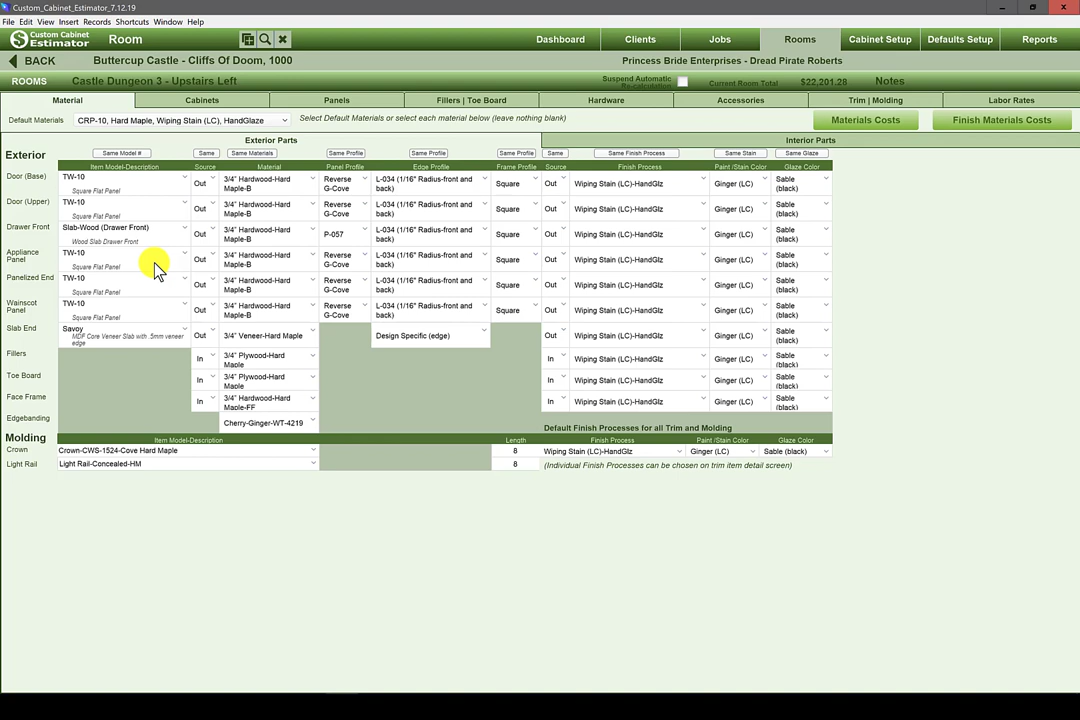 Custom_Cabinet_Estimator_7.12.19
File Edit View Insert Records Shortcuts Window Help
Custom Cabinet Estimator Room Dashboard Clients Jobs Rooms Cabinet Setup Defaults Setup Reports
BACK Buttercup Castle - Cliffs Of Doom, 1000 Princess Bride Enterprises - Dread Pirate Roberts
ROOMS Castle Dungeon 3 - Upstairs Left Suspend Automatic Re-calculation Current Room Total $22,201.28 Notes
Material Cabinets Panels Fillers | Toe Board Hardware Accessories Trim | Molding Labor Rates
Default Materials CRP-10, Hard Maple, Wiping Stain (LC), HandGlaze Select Default Materials or select each material below (leave nothing blank) Materials Costs Finish Materials Costs
Exterior Parts Interior Parts
Exterior Same Model # Same Same Materials Same Profile Same Profile Same Profile Same Same Finish Process Same Stain Same Glaze
Item Model-Description Source Material Panel Profile Edge Profile Frame Profile Source Finish Process Paint /Stain Color Glaze Color
Door (Base) TW-10 Square Flat Panel Out 3/4" Hardwood-Hard Maple-B Reverse G-Cove L-034 (1/16" Radius-front and back) Square Out Wiping Stain (LC)-HandGlz Ginger (LC) Sable (black)
Door (Upper) TW-10 Square Flat Panel Out 3/4" Hardwood-Hard Maple-B Reverse G-Cove L-034 (1/16" Radius-front and back) Square Out Wiping Stain (LC)-HandGlz Ginger (LC) Sable (black)
Drawer Front Slab-Wood (Drawer Front) Wood Slab Drawer Front Out 3/4" Hardwood-Hard Maple-B P-057 L-034 (1/16" Radius-front and back) Square Out Wiping Stain (LC)-HandGlz Ginger (LC) Sable (black)
Appliance Panel TW-10 Square Flat Panel Out 3/4" Hardwood-Hard Maple-B Reverse G-Cove L-034 (1/16" Radius-front and back) Square Out Wiping Stain (LC)-HandGlz Ginger (LC) Sable (black)
Panelized End TW-10 Square Flat Panel Out 3/4" Hardwood-Hard Maple-B Reverse G-Cove L-034 (1/16" Radius-front and back) Square Out Wiping Stain (LC)-HandGlz Ginger (LC) Sable (black)
Wainscot Panel TW-10 Square Flat Panel Out 3/4" Hardwood-Hard Maple-B Reverse G-Cove L-034 (1/16" Radius-front and back) Square Out Wiping Stain (LC)-HandGlz Ginger (LC) Sable (black)
Slab End Savoy MDF Core Veneer Slab with .5mm veneer edge Out 3/4" Veneer-Hard Maple Design Specific (edge) Out Wiping Stain (LC)-HandGlz Ginger (LC) Sable (black)
Fillers In 3/4" Plywood-Hard Maple In Wiping Stain (LC)-HandGlz Ginger (LC) Sable (black)
Toe Board In 3/4" Plywood-Hard Maple In Wiping Stain (LC)-HandGlz Ginger (LC) Sable (black)
Face Frame In 3/4" Hardwood-Hard Maple-FF In Wiping Stain (LC)-HandGlz Ginger (LC) Sable (black)
Edgebanding Cherry-Ginger-WT-4219
Default Finish Processes for all Trim and Molding
Molding Item Model-Description Length Finish Process Paint /Stain Color Glaze Color
Crown Crown-CWS-1524-Cove Hard Maple 8 Wiping Stain (LC)-HandGlz Ginger (LC) Sable (black)
Light Rail Light Rail-Concealed-HM 8 (Individual Finish Processes can be chosen on trim item detail screen)